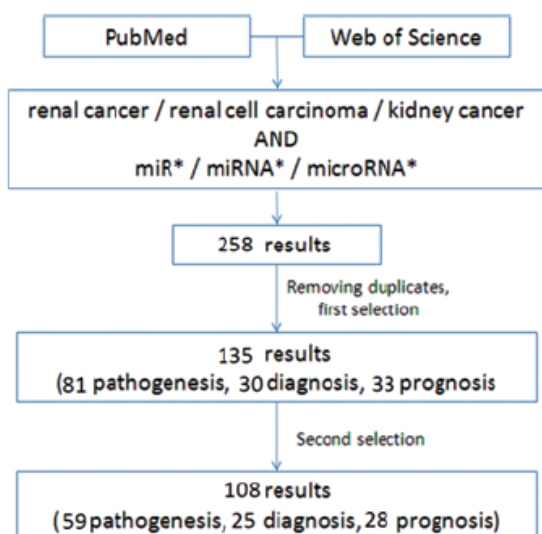 PubMed
Web of Science
renal cancer / renal cell carcinoma / kidney cancer
AND
miR* / miRNA* / microRNA*
258 results
Removing duplicates,
first selection
135 results
(81 pathogenesis, 30 diagnosis, 33 prognosis
Second selection
108 results
(59 pathogenesis, 25 diagnosis, 28 prognosis)